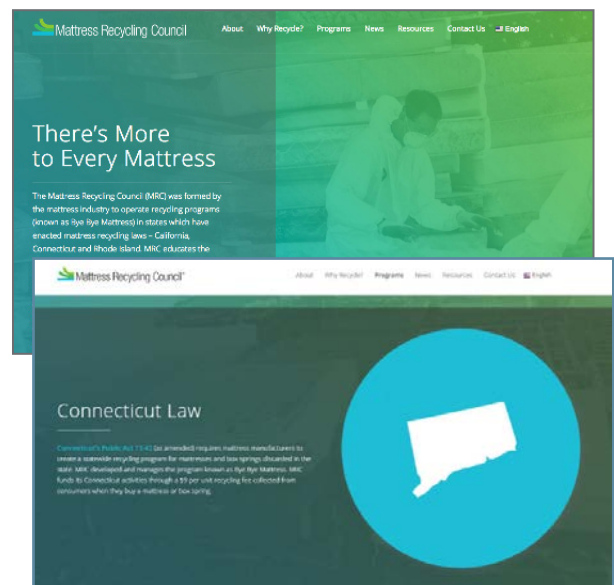 Mattress Recycling Council
About Why Recycle? Programs News Resources Contact Us English
There's More
to Every Mattress
The Mattress Recycling Council (MRC) was formed by
the mattress industry to operate recycling programs
(known as Bye Bye Mattress) in states which have
enacted mattress recycling laws – California,
Connecticut and Rhode Island. MRC educates the
Mattress Recycling Council
About Why Recycle? Programs News Resources Contact Us English
Connecticut Law
Connecticut's Public Act 13-42 (as amended) requires mattress manufacturers to
create a statewide recycling program for mattresses and box springs discarded in the
state. MRC developed and manages the program known as Bye Bye Mattress. MRC
funds its Connecticut activities through a $9 per unit recycling fee collected from
consumers when they buy a mattress or box spring.